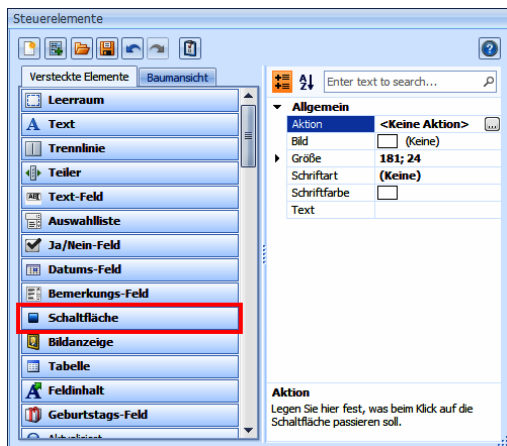 Steuerelemente
Versteckte Elemente
Baumansicht
Leerraum
A Text
Trennlinie
Teiler
ABC Text-Feld
Auswahlliste
Ja/Nein-Feld
Datums-Feld
Bemerkungs-Feld
Schaltfläche
Bildanzeige
Tabelle
A Feldinhalt
Geburtstags-Feld
Enter text to search...
Allgemein
Aktion <Keine Aktion> ...
Bild (Keine)
Größe 181; 24
Schriftart (Keine)
Schriftfarbe
Text
Aktion
Legen Sie hier fest, was beim Klick auf die
Schaltfläche passieren soll.